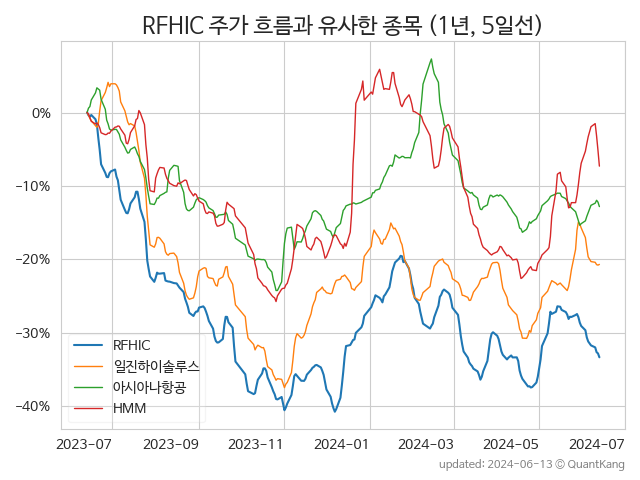 RFHIC 주가 흐름과 유사한 종목 (1년, 5일선)
0%
−10%
−20%
−30%
−40%
RFHIC
일진하이솔루스
아시아나항공
HMM
2023-07 2023-09 2023-11 2024-01 2024-03 2024-05 2024-07
updated: 2024-06-13 © QuantKang